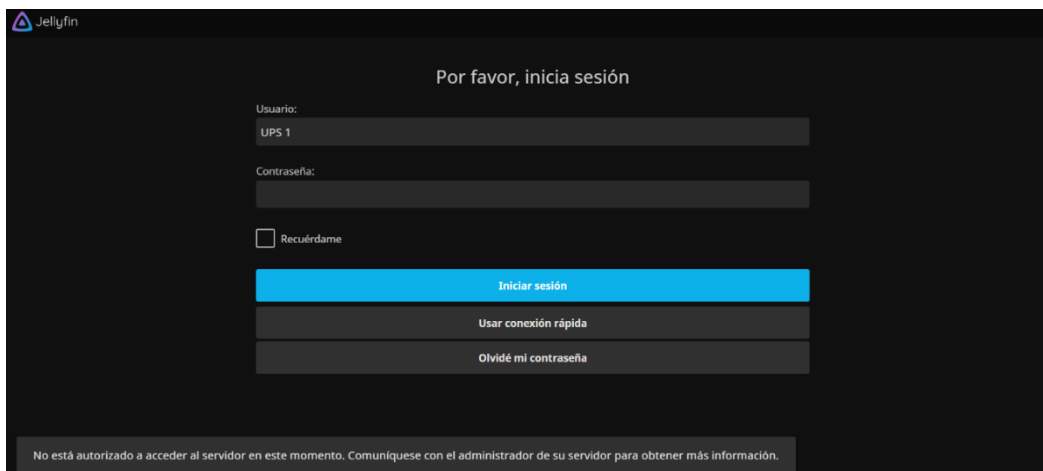 Jellyfin
Por favor, inicia sesión
Usuario:
UPS 1
Contraseña:
Recuérdame
Iniciar sesión
Usar conexión rápida
Olvidé mi contraseña
No está autorizado a acceder al servidor en este momento. Comuníquese con el administrador de su servidor para obtener más información.